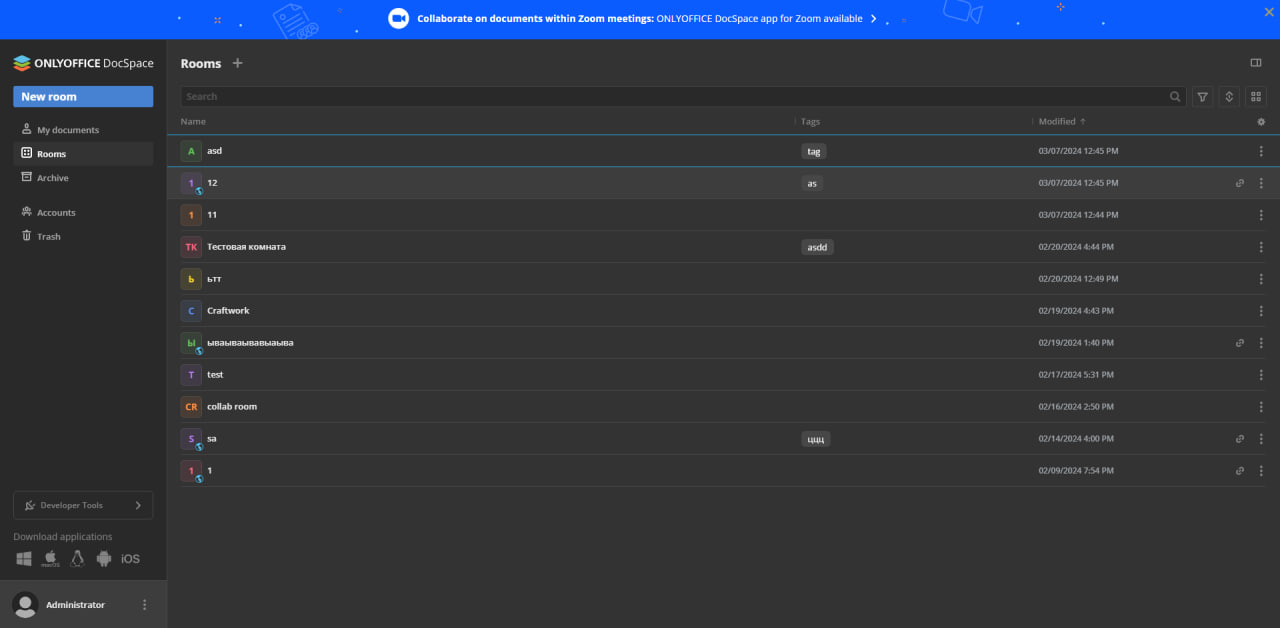 Collaborate on documents within Zoom meetings: ONLYOFFICE DocSpace app for Zoom available
ONLYOFFICE DocSpace
New room
My documents
Rooms
Archive
Accounts
Trash
Developer Tools
Download applications
macOS
iOS
Administrator
Rooms
Search
Name Tags Modified
A asd tag 03/07/2024 12:45 PM
1 12 as 03/07/2024 12:45 PM
1 11 03/07/2024 12:44 PM
ТК Тестовая комната asdd 02/20/2024 4:44 PM
Ь ьтт 02/20/2024 12:49 PM
C Craftwork 02/19/2024 4:43 PM
Ы ываываывавыаыва 02/19/2024 1:40 PM
T test 02/17/2024 5:31 PM
CR collab room 02/16/2024 2:50 PM
S sa ццц 02/14/2024 4:00 PM
1 1 02/09/2024 7:54 PM